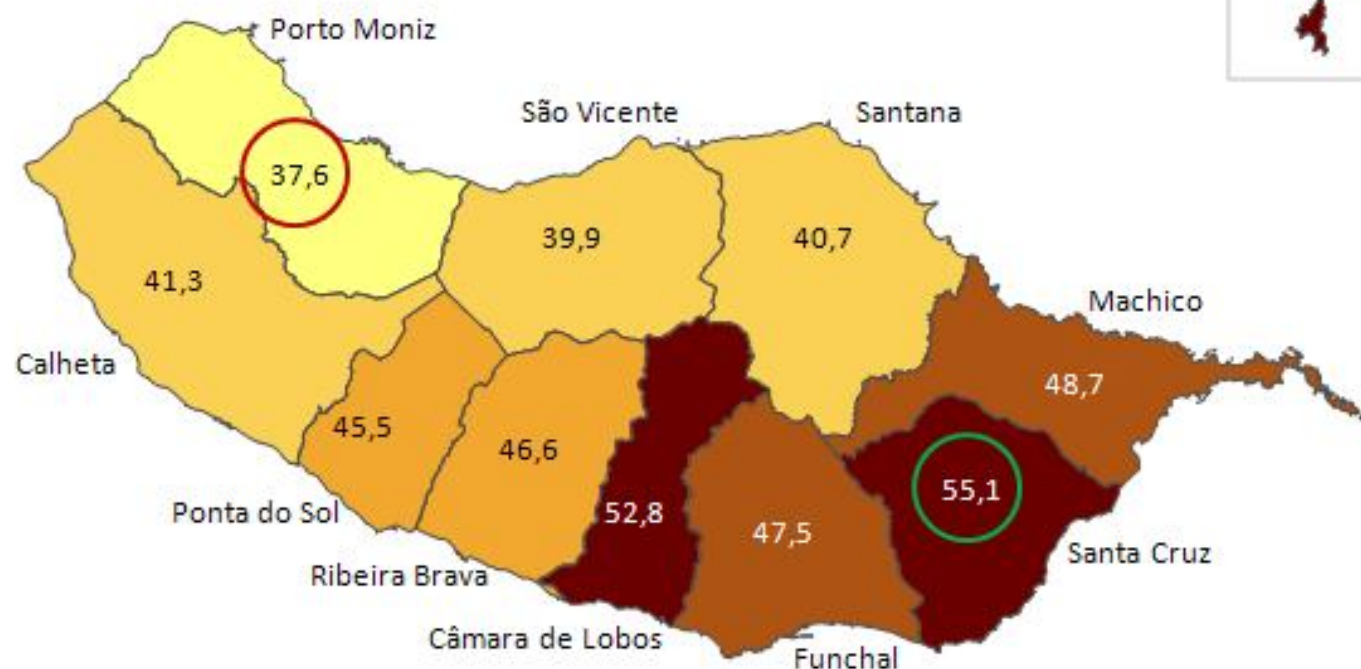 Porto Moniz
São Vicente
Santana
37,6
39,9
40,7
41,3
Machico
Calheta
48,7
45,5
46,6
55,1
Ponta do Sol
52,8
47,5
Santa Cruz
Ribeira Brava
Câmara de Lobos
Funchal